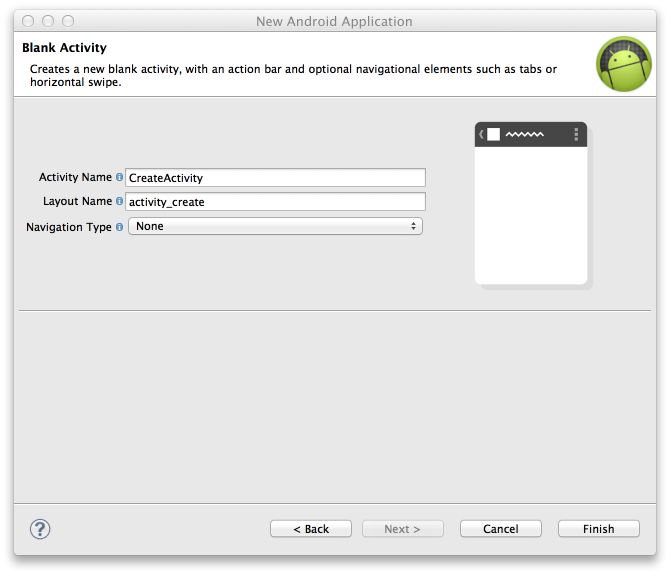 New Android Application
Blank Activity
Creates a new blank activity, with an action bar and optional navigational elements such as tabs or
horizontal swipe.
Activity Name CreateActivity
Layout Name activity_create
Navigation Type None
< Back Next > Cancel Finish